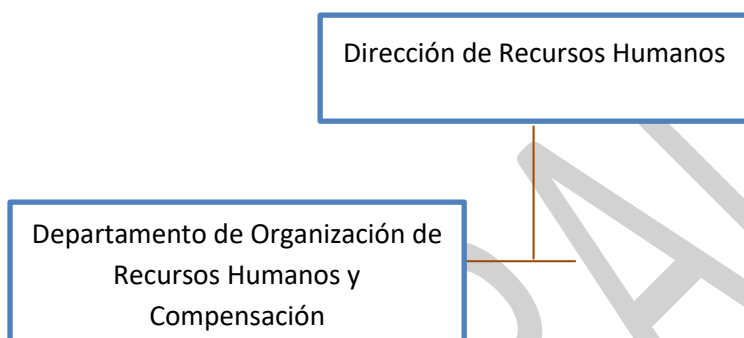 Dirección de Recursos Humanos
Departamento de Organización de
Recursos Humanos y
Compensación